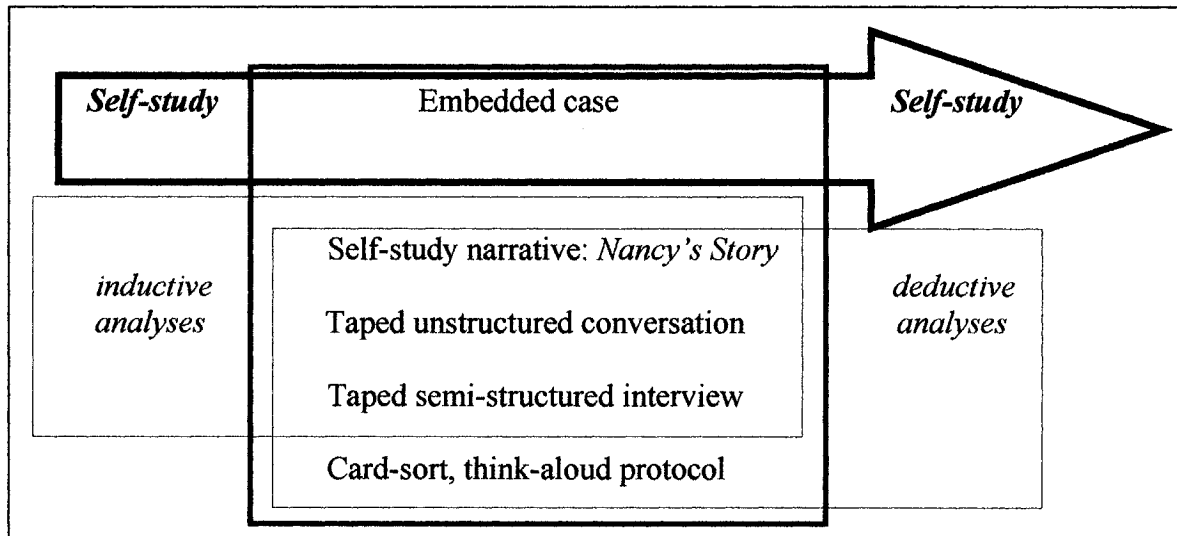 Self-study Embedded case Self-study
Self-study narrative: Nancy's Story
inductive
analyses
deductive
analyses
Taped unstructured conversation
Taped semi-structured interview
Card-sort, think-aloud protocol